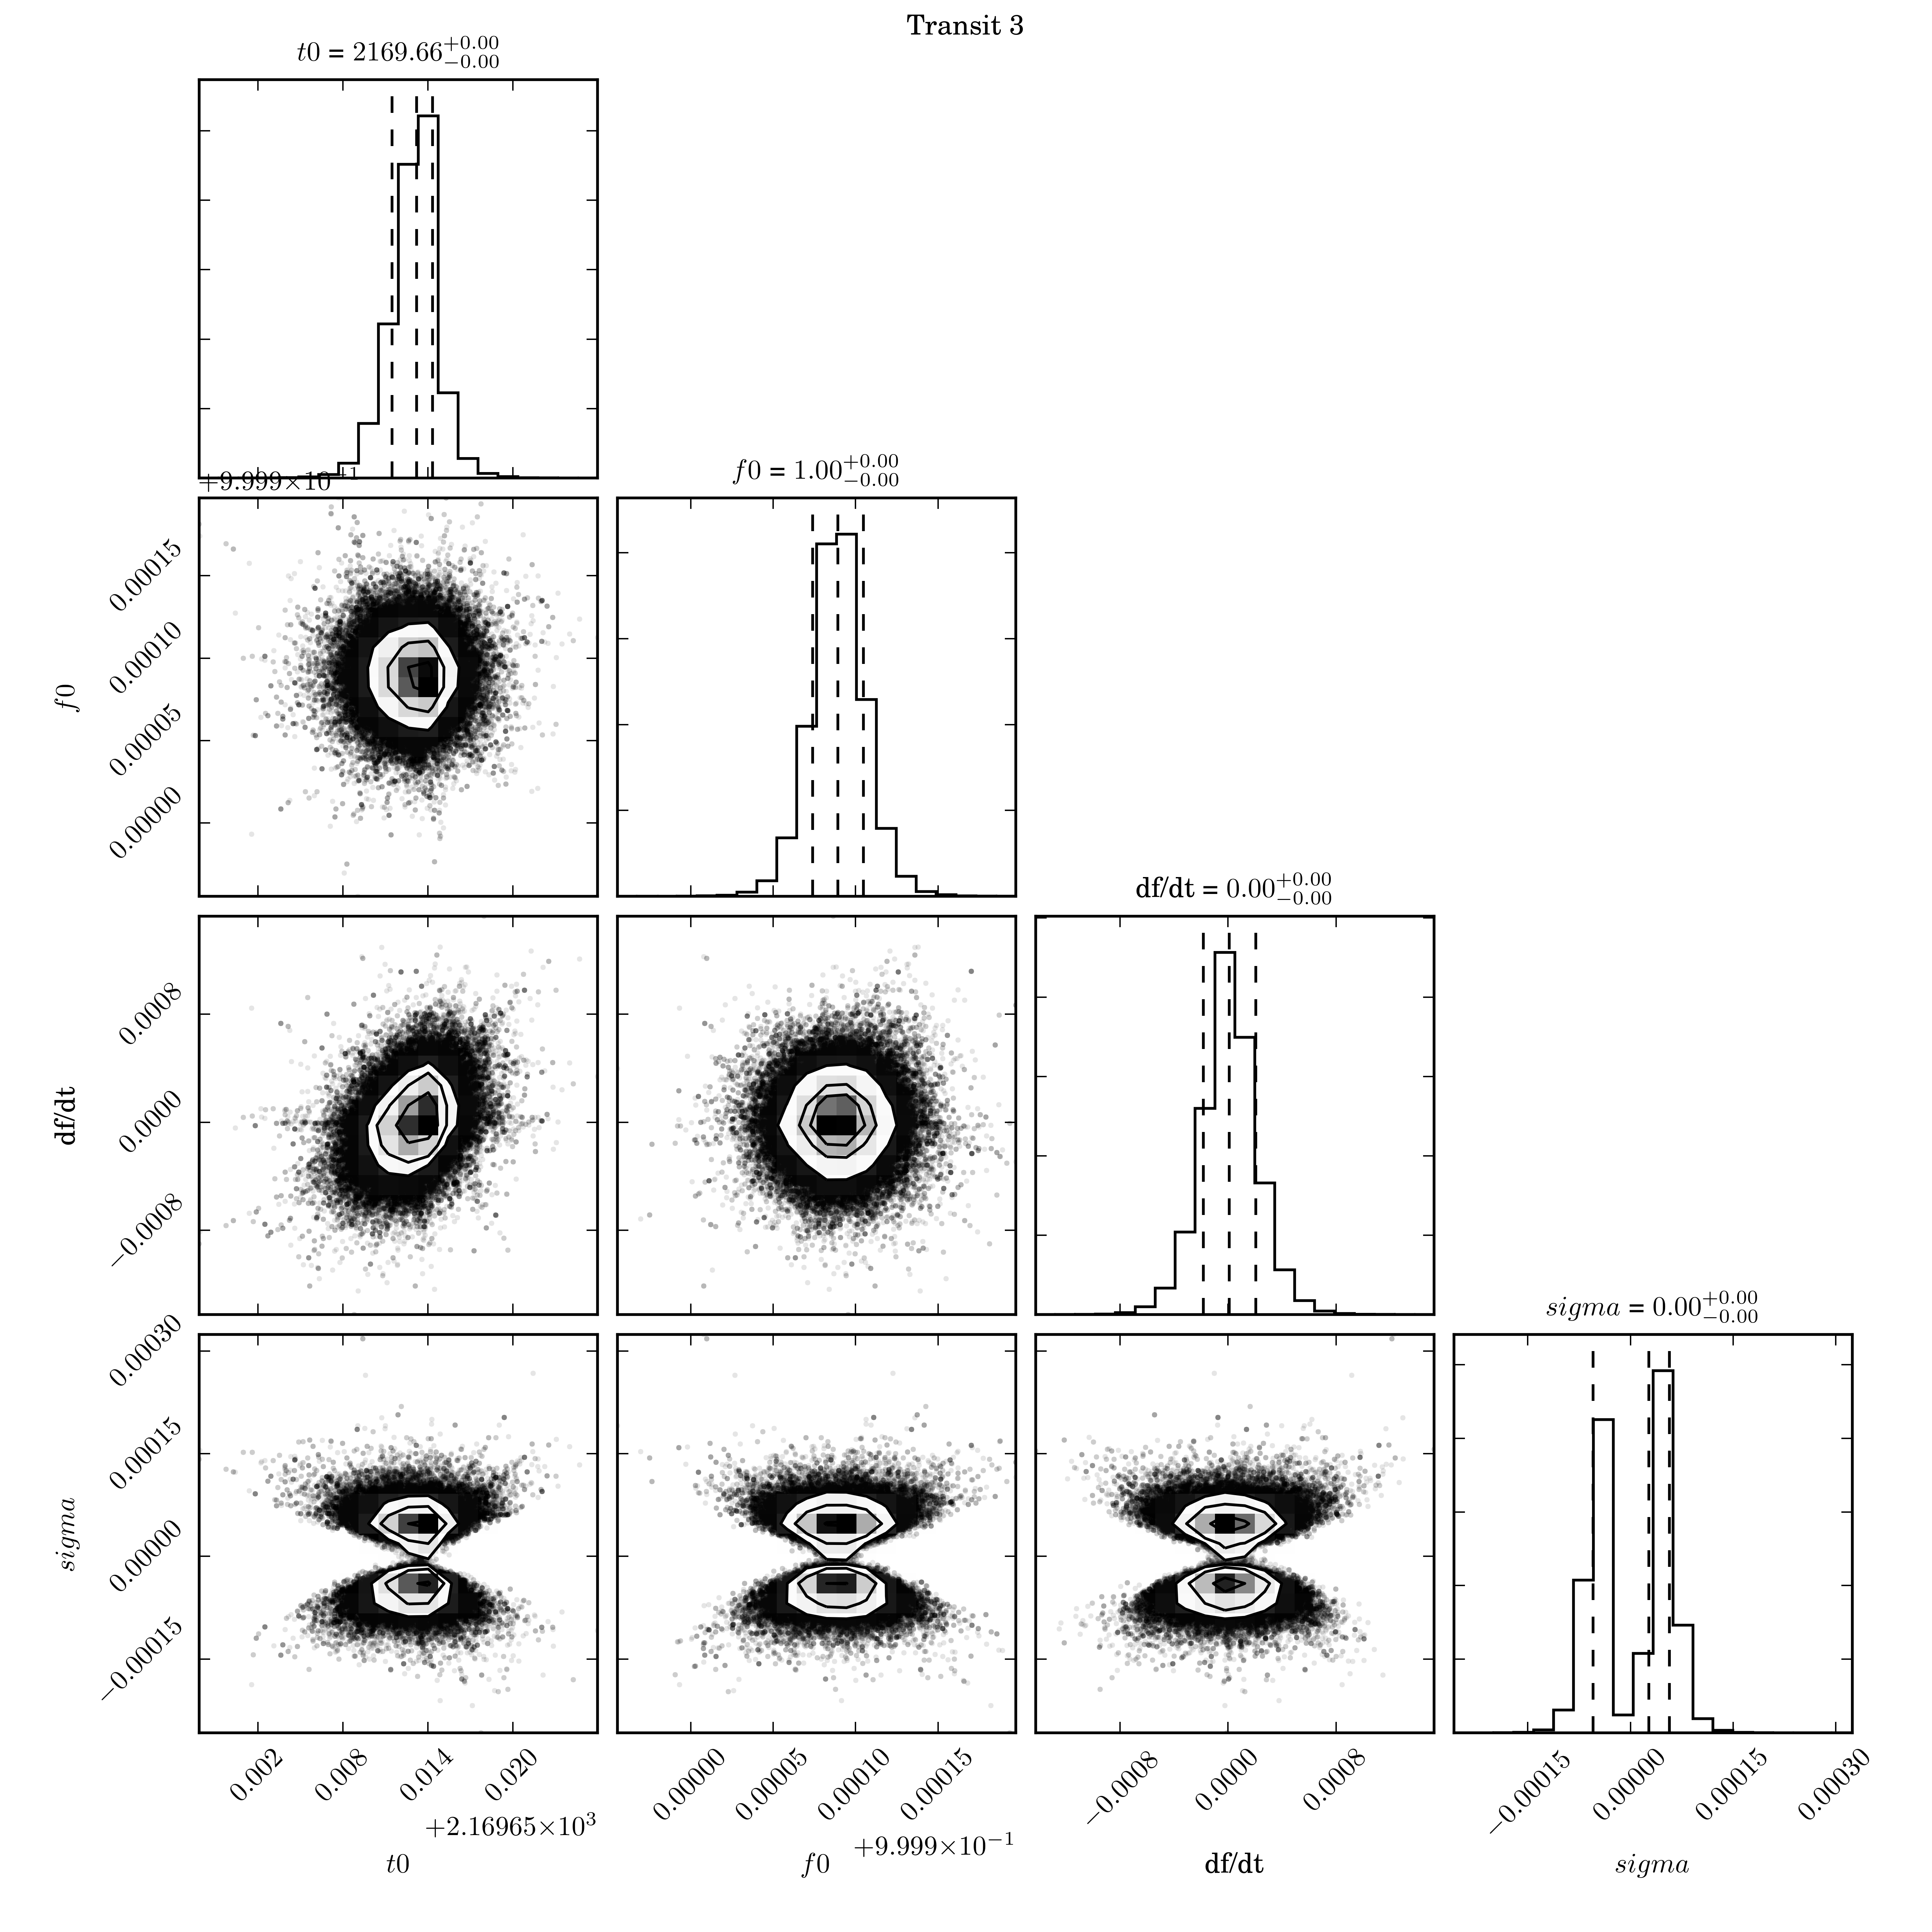 Transit 3
t0 = 2169.66+0.00
−0.00
+9.999×10−1
f0 = 1.00+0.00
−0.00
0.00015
0.00010
0.00005
0.00000
f0
df/dt = 0.00+0.00
−0.00
0.0008
0.0000
−0.0008
df/dt
sigma = 0.00+0.00
−0.00
0.00030
0.00015
0.00000
−0.00015
sigma
0.002 0.008 0.014 0.020
+2.16965×103
t0
0.00000 0.00005 0.00010 0.00015
+9.999×10−1
f0
−0.0008 0.0000 0.0008
df/dt
−0.00015 0.00000 0.00015 0.00030
sigma